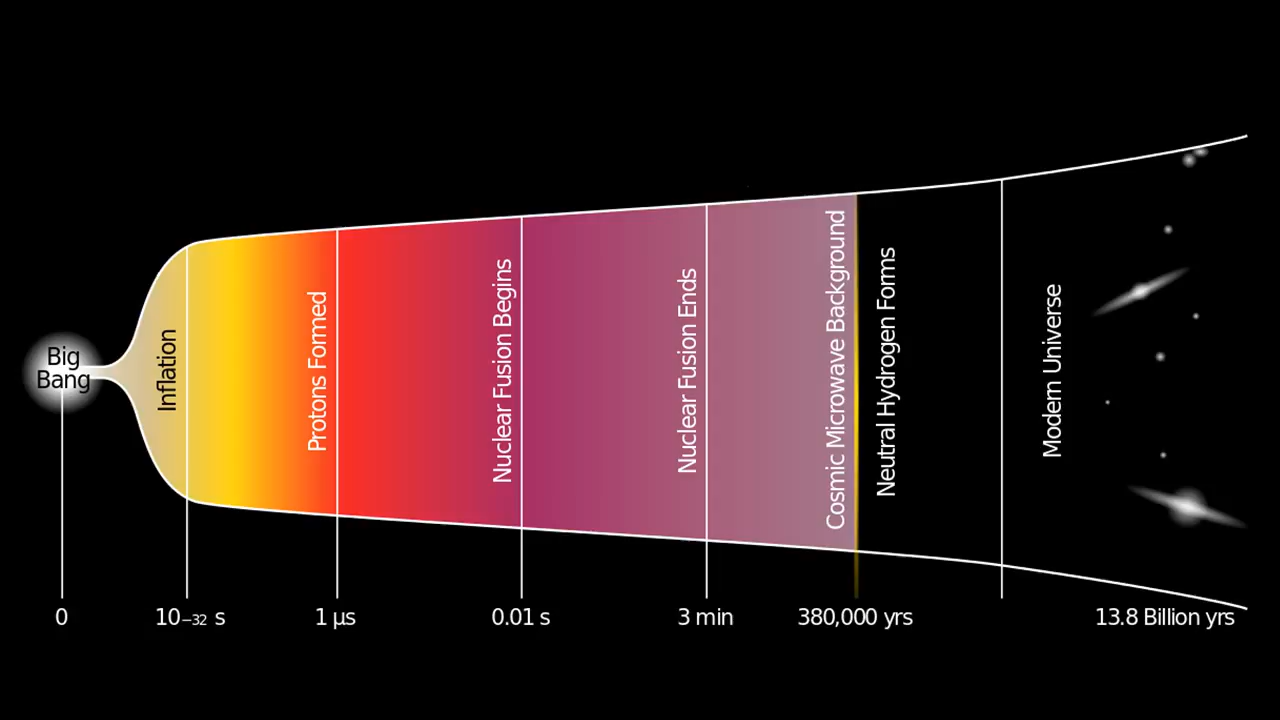 Big
Bang
Inflation
Protons Formed
Nuclear Fusion Begins
Nuclear Fusion Ends
Cosmic Microwave Background
Neutral Hydrogen Forms
Modern Universe
0
10–32 s
1 µs
0.01 s
3 min
380,000 yrs
13.8 Billion yrs